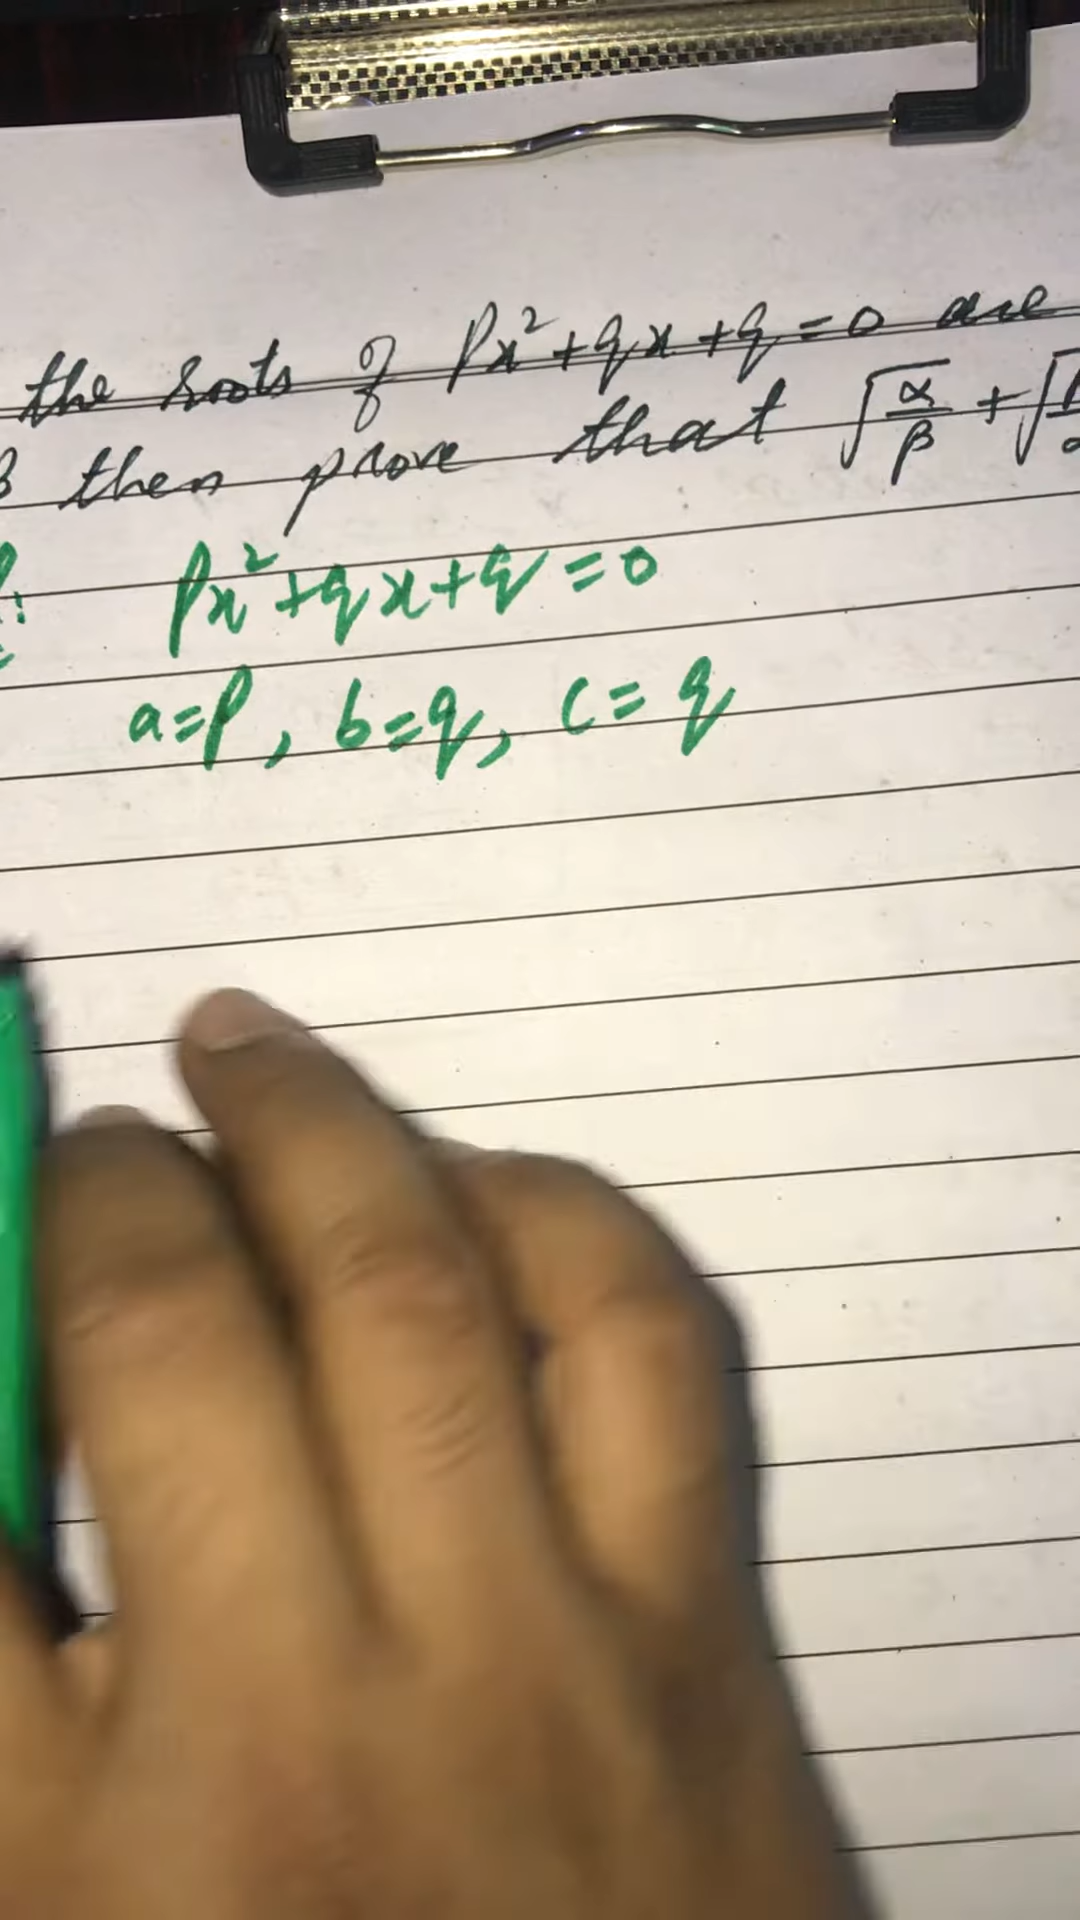 the roots of Px²+qx+q=0 are
β then prove that √α/β + √
Px²+qx+q=0
a=P, b=q, c=q